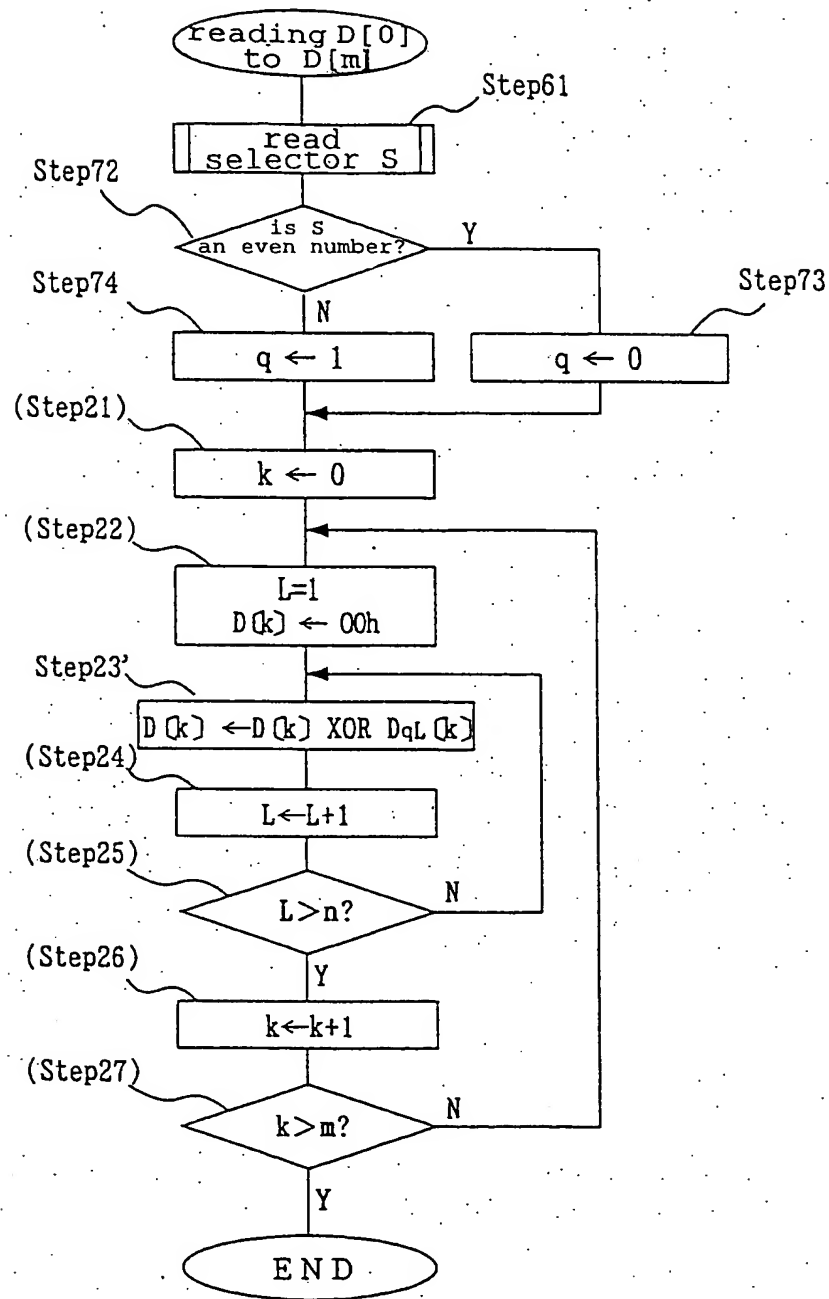 reading D[0]
to D[m]
Step61
read
selector S
Step72
is S
an even number?
Y
Step74
N
Step73
q ← 1
q ← 0
(Step21)
k ← 0
(Step22)
L=1
D[k] ← 00h
Step23'
D[k] ←D[k] XOR DqL[k]
(Step24)
L←L+1
(Step25)
L>n?
N
Y
(Step26)
k←k+1
(Step27)
k>m?
N
Y
END